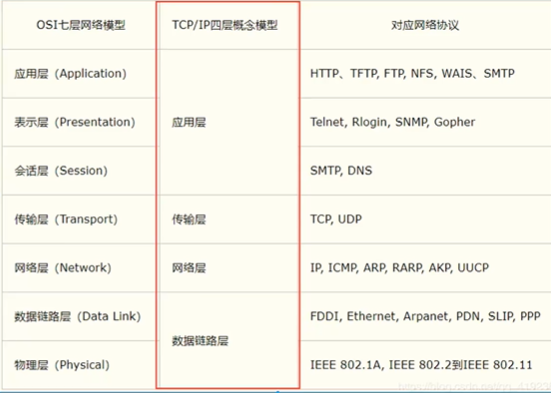 OSI七层网络模型 TCP/IP四层概念模型 对应网络协议
应用层 (Application) HTTP、TFTP, FTP, NFS, WAIS、SMTP
表示层 (Presentation) 应用层 Telnet, Rlogin, SNMP, Gopher
会话层 (Session) SMTP, DNS
传输层 (Transport) 传输层 TCP, UDP
网络层 (Network) 网络层 IP, ICMP, ARP, RARP, AKP, UUCP
数据链路层 (Data Link) FDDI, Ethernet, Arpanet, PDN, SLIP, PPP
数据链路层
物理层 (Physical) IEEE 802.1A, IEEE 802.2到IEEE 802.11